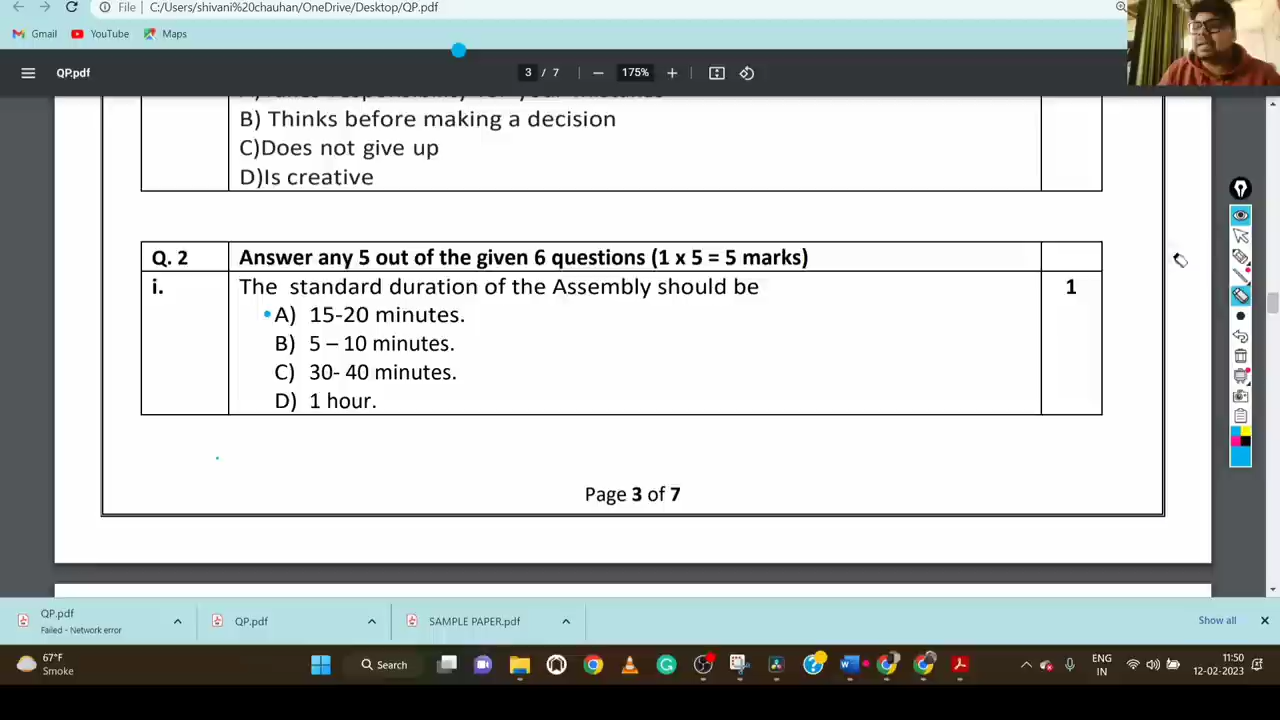 File C:/Users/shivani%20chauhan/OneDrive/Desktop/QP.pdf
Gmail YouTube Maps
QP.pdf 3 / 7 175%
B) Thinks before making a decision
C)Does not give up
D)Is creative
Q. 2 Answer any 5 out of the given 6 questions (1 x 5 = 5 marks)
i. The standard duration of the Assembly should be 1
A) 15-20 minutes.
B) 5 – 10 minutes.
C) 30- 40 minutes.
D) 1 hour.
Page 3 of 7
QP.pdf
Failed - Network error
QP.pdf
SAMPLE PAPER.pdf
Show all
67°F
Smoke
Search
ENG
IN
11:50
12-02-2023